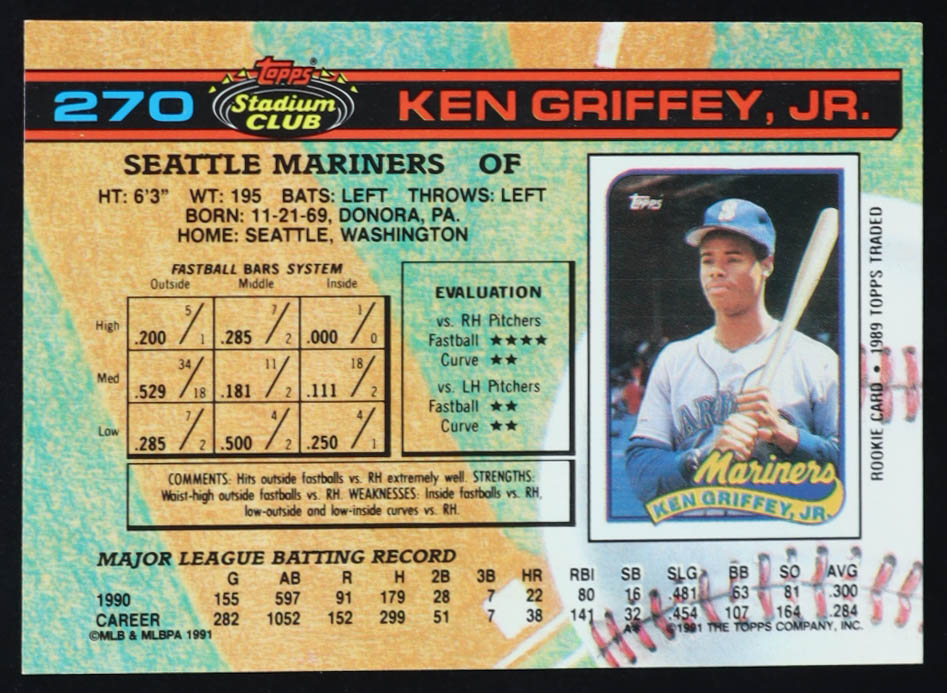 270
Topps®
Stadium
CLUB
KEN GRIFFEY, JR.
SEATTLE MARINERS OF
HT: 6'3" WT: 195 BATS: LEFT THROWS: LEFT
BORN: 11-21-69, DONORA, PA.
HOME: SEATTLE, WASHINGTON
FASTBALL BARS SYSTEM
Outside Middle Inside
High .200 5/1 .285 7/2 .000 1/0
Med .529 34/18 .181 11/2 .111 18/2
Low .285 7/2 .500 4/2 .250 4/1
EVALUATION
vs. RH Pitchers
Fastball ★★★★
Curve ★★
vs. LH Pitchers
Fastball ★★
Curve ★★
COMMENTS: Hits outside fastballs vs. RH extremely well. STRENGTHS:
Waist-high outside fastballs vs. RH. WEAKNESSES: Inside fastballs vs. RH,
low-outside and low-inside curves vs. RH.
Topps
S
Mariners
KEN GRIFFEY, JR.
ROOKIE CARD • 1989 TOPPS TRADED
MAJOR LEAGUE BATTING RECORD
G AB R H 2B 3B HR RBI SB SLG BB SO AVG
1990 155 597 91 179 28 7 22 80 16 .481 63 81 .300
CAREER 282 1052 152 299 51 7 38 141 32 .454 107 164 .284
©MLB & MLBPA 1991
©1991 THE TOPPS COMPANY, INC.